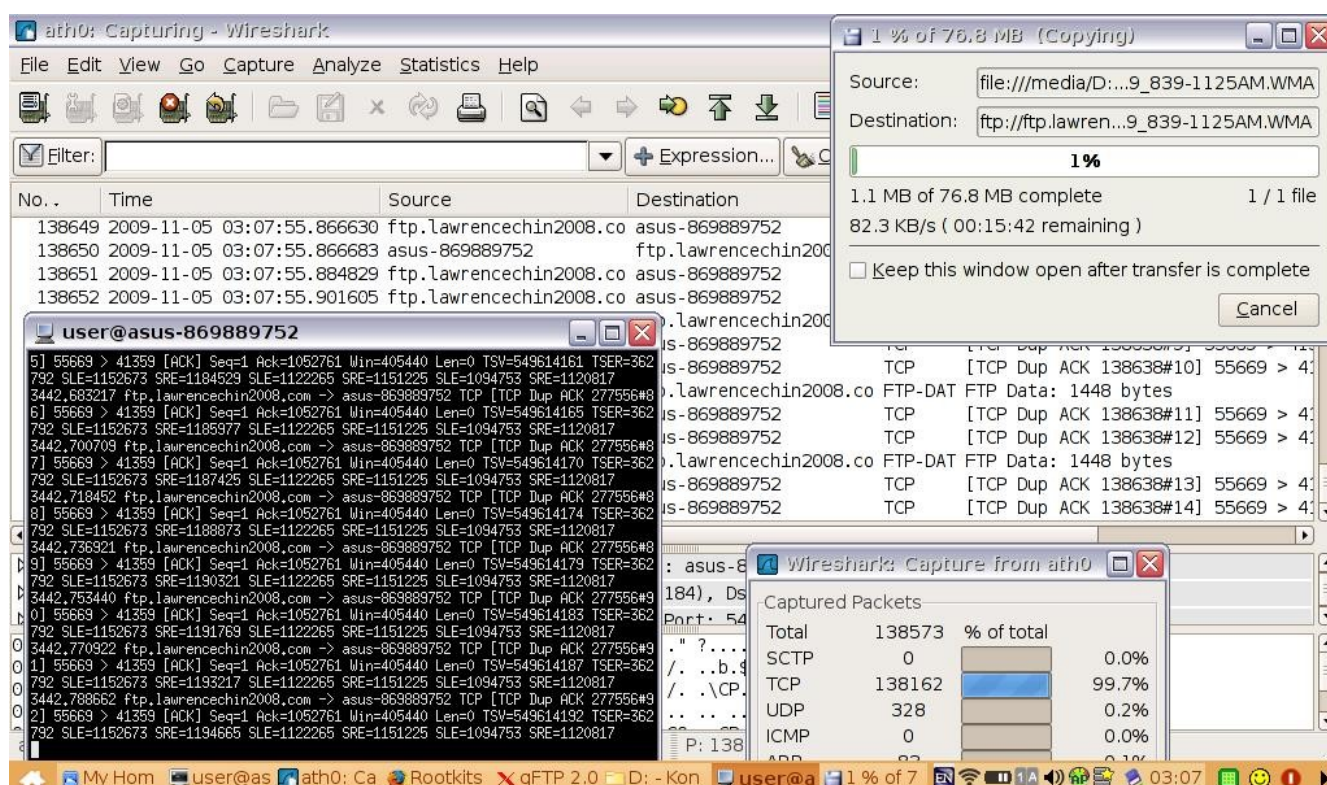 ath0: Capturing - Wireshark
File Edit View Go Capture Analyze Statistics Help
Filter:
Expression...
No. . Time Source Destination
138649 2009-11-05 03:07:55.866630 ftp.lawrencechin2008.co asus-869889752
138650 2009-11-05 03:07:55.866683 asus-869889752 ftp.lawrencechin200
138651 2009-11-05 03:07:55.884829 ftp.lawrencechin2008.co asus-869889752
138652 2009-11-05 03:07:55.901605 ftp.lawrencechin2008.co asus-869889752
.lawrencechin200
us-869889752 TCP [TCP Dup ACK 138638#9] 55669 >
us-869889752 TCP [TCP Dup ACK 138638#10] 55669 > 41
.lawrencechin2008.co FTP-DAT FTP Data: 1448 bytes
us-869889752 TCP [TCP Dup ACK 138638#11] 55669 > 41
us-869889752 TCP [TCP Dup ACK 138638#12] 55669 > 41
.lawrencechin2008.co FTP-DAT FTP Data: 1448 bytes
us-869889752 TCP [TCP Dup ACK 138638#13] 55669 > 41
us-869889752 TCP [TCP Dup ACK 138638#14] 55669 > 41
: asus-8
184), Ds
Port: 54
P: 138
1 % of 76.8 MB (Copying)
Source: file:///media/D:...9_839-1125AM.WMA
Destination: ftp://ftp.lawren...9_839-1125AM.WMA
1%
1.1 MB of 76.8 MB complete 1 / 1 file
82.3 KB/s ( 00:15:42 remaining )
Keep this window open after transfer is complete
Cancel
user@asus-869889752
5] 55669 > 41359 [ACK] Seq=1 Ack=1052761 Win=405440 Len=0 TSV=549614161 TSER=362
792 SLE=1152673 SRE=1184529 SLE=1122265 SRE=1151225 SLE=1094753 SRE=1120817
3442.683217 ftp.lawrencechin2008.com -> asus-869889752 TCP [TCP Dup ACK 277556#8
6] 55669 > 41359 [ACK] Seq=1 Ack=1052761 Win=405440 Len=0 TSV=549614165 TSER=362
792 SLE=1152673 SRE=1185977 SLE=1122265 SRE=1151225 SLE=1094753 SRE=1120817
3442.700709 ftp.lawrencechin2008.com -> asus-869889752 TCP [TCP Dup ACK 277556#8
7] 55669 > 41359 [ACK] Seq=1 Ack=1052761 Win=405440 Len=0 TSV=549614170 TSER=362
792 SLE=1152673 SRE=1187425 SLE=1122265 SRE=1151225 SLE=1094753 SRE=1120817
3442.718452 ftp.lawrencechin2008.com -> asus-869889752 TCP [TCP Dup ACK 277556#8
8] 55669 > 41359 [ACK] Seq=1 Ack=1052761 Win=405440 Len=0 TSV=549614174 TSER=362
792 SLE=1152673 SRE=1188873 SLE=1122265 SRE=1151225 SLE=1094753 SRE=1120817
3442.736921 ftp.lawrencechin2008.com -> asus-869889752 TCP [TCP Dup ACK 277556#8
9] 55669 > 41359 [ACK] Seq=1 Ack=1052761 Win=405440 Len=0 TSV=549614179 TSER=362
792 SLE=1152673 SRE=1190321 SLE=1122265 SRE=1151225 SLE=1094753 SRE=1120817
3442.753440 ftp.lawrencechin2008.com -> asus-869889752 TCP [TCP Dup ACK 277556#9
0] 55669 > 41359 [ACK] Seq=1 Ack=1052761 Win=405440 Len=0 TSV=549614183 TSER=362
792 SLE=1152673 SRE=1191769 SLE=1122265 SRE=1151225 SLE=1094753 SRE=1120817
3442.770922 ftp.lawrencechin2008.com -> asus-869889752 TCP [TCP Dup ACK 277556#9
1] 55669 > 41359 [ACK] Seq=1 Ack=1052761 Win=405440 Len=0 TSV=549614187 TSER=362
792 SLE=1152673 SRE=1193217 SLE=1122265 SRE=1151225 SLE=1094753 SRE=1120817
3442.788662 ftp.lawrencechin2008.com -> asus-869889752 TCP [TCP Dup ACK 277556#9
2] 55669 > 41359 [ACK] Seq=1 Ack=1052761 Win=405440 Len=0 TSV=549614192 TSER=362
792 SLE=1152673 SRE=1194665 SLE=1122265 SRE=1151225 SLE=1094753 SRE=1120817
Wireshark: Capture from ath0
Captured Packets
Total 138573 % of total
SCTP 0 0.0%
TCP 138162 99.7%
UDP 328 0.2%
ICMP 0 0.0%
My Hom user@as ath0: Ca Rootkits gFTP 2.0 D: - Kon user@a 1 % of 7 EN 1A AP 03:07